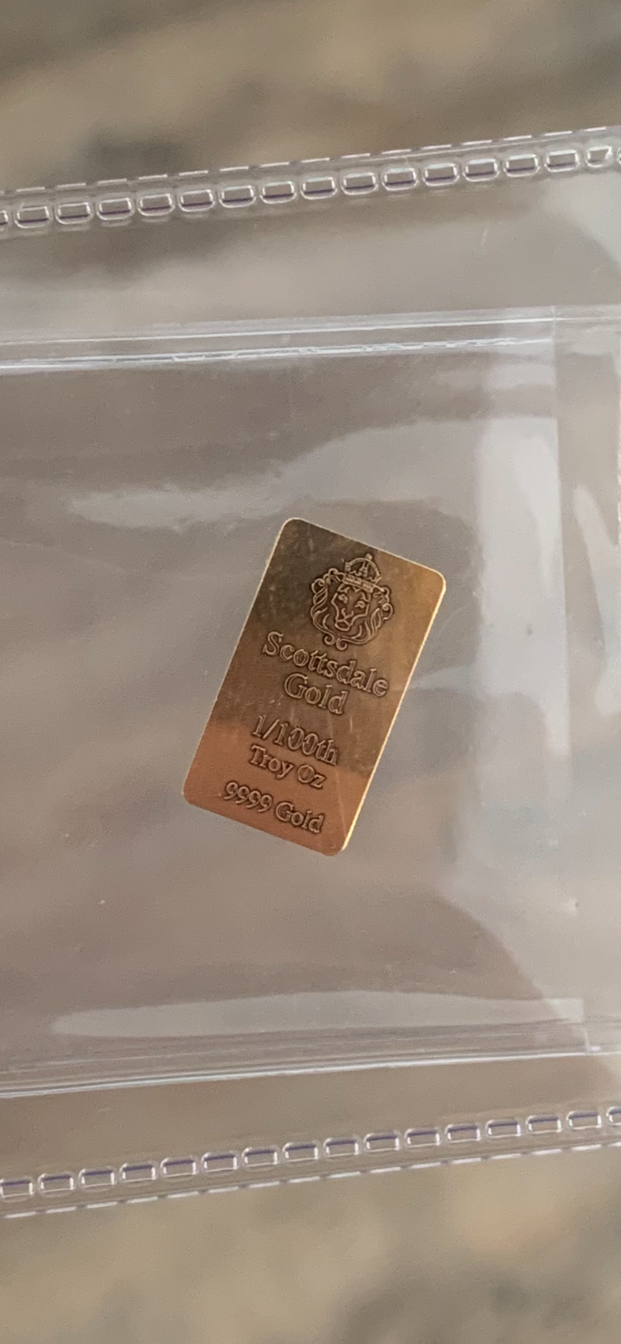 Scottsdale
Gold
1/100th
Troy Oz
.9999 Gold